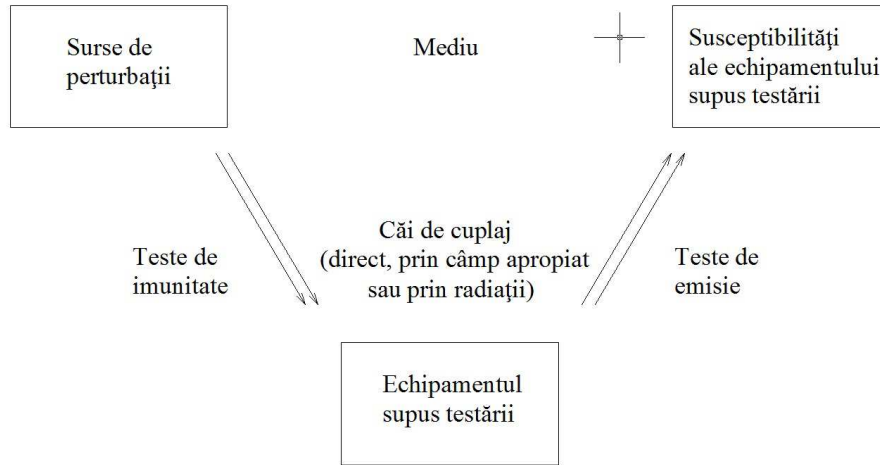 Surse de
perturbaţii
Mediu
Susceptibilităţi
ale echipamentului
supus testării
Teste de
imunitate
Căi de cuplaj
(direct, prin câmp apropiat
sau prin radiaţii)
Teste de
emisie
Echipamentul
supus testării